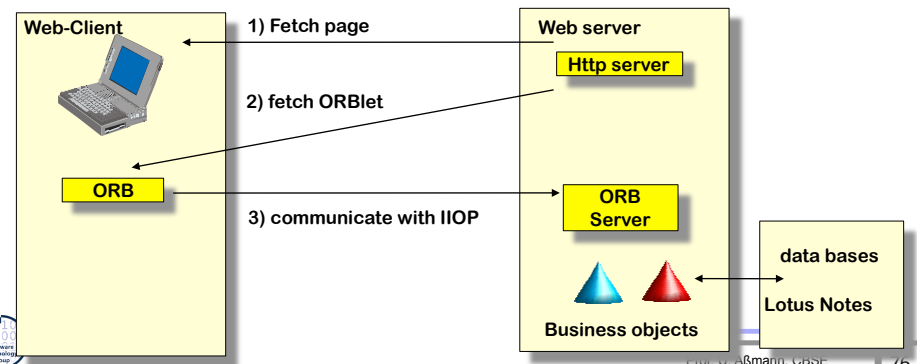 Web-Client
1) Fetch page
Web server
Http server
2) fetch ORBlet
ORB
ORB
Server
3) communicate with IIOP
data bases
Lotus Notes
Business objects
Aßmann, CBSE
76